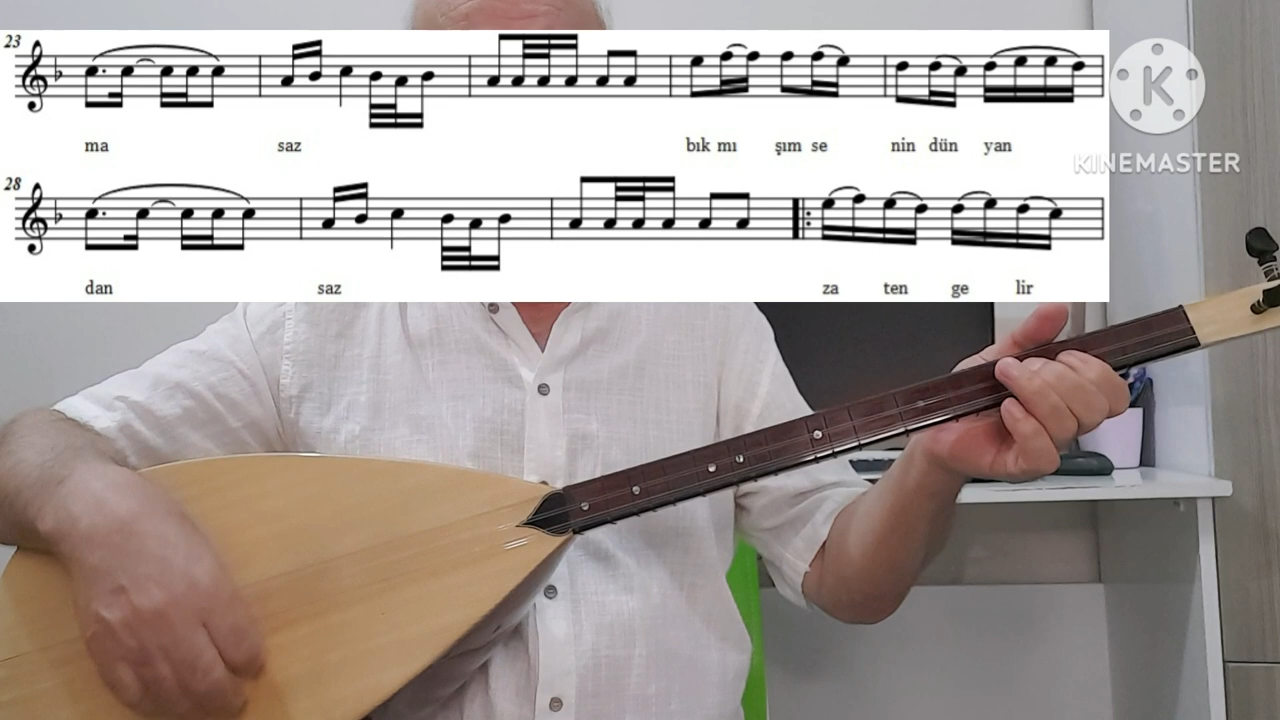 23
ma saz bık mı şım se nin dün yan
28
dan saz za ten ge lir
K
KINEMASTER